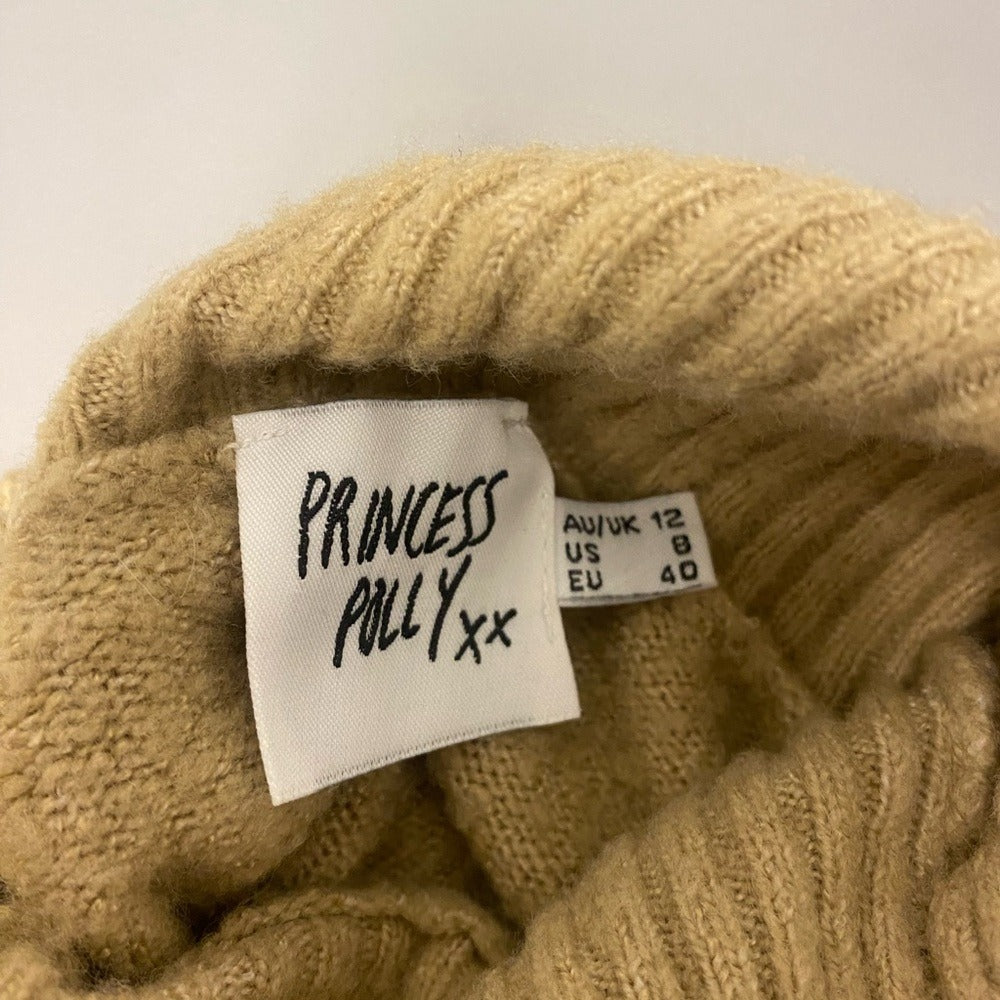 PRINCESS
POLLY xx
AU/UK 12
US 8
EU 40